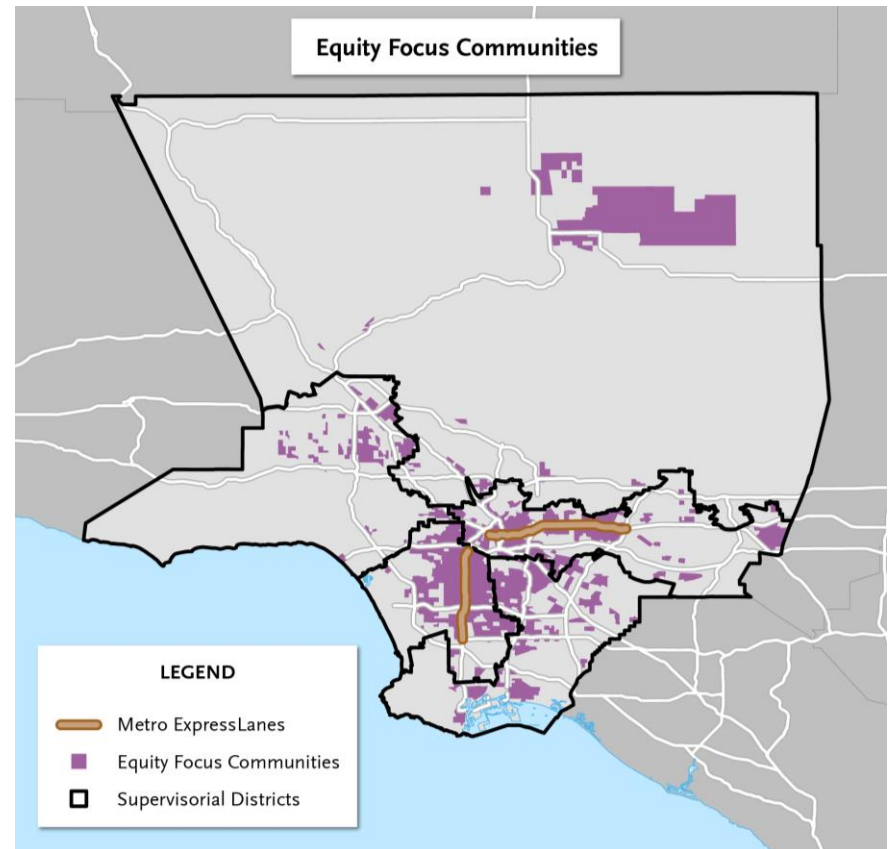 Equity Focus Communities
LEGEND
Metro ExpressLanes
Equity Focus Communities
Supervisorial Districts